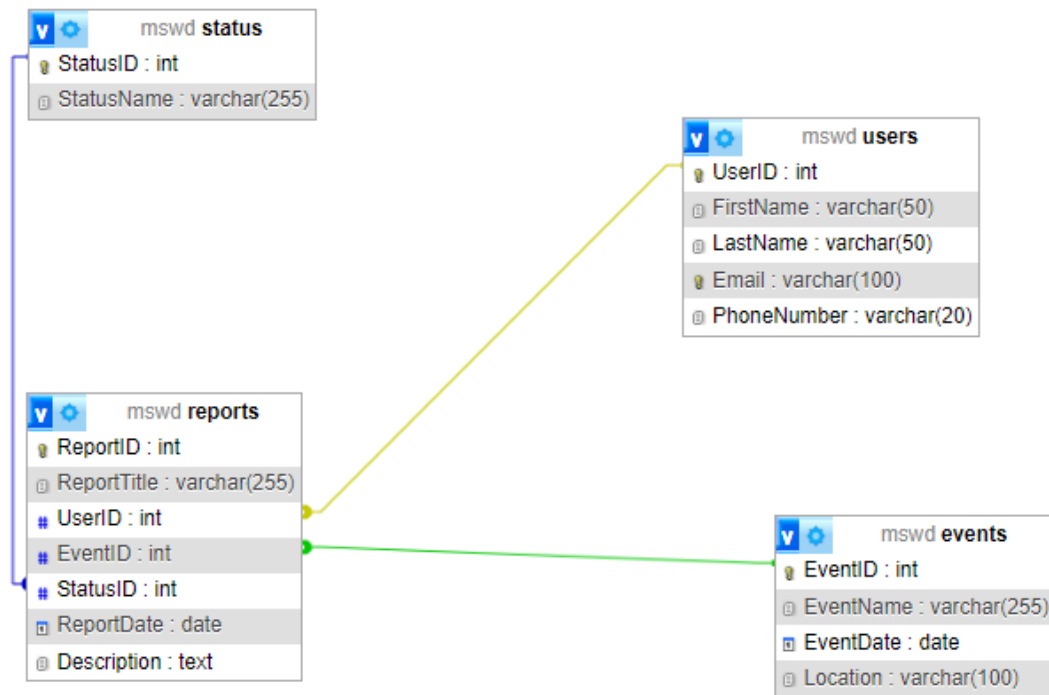 v mswd status
StatusID : int
StatusName : varchar(255)
v mswd users
UserID : int
FirstName : varchar(50)
LastName : varchar(50)
Email : varchar(100)
PhoneNumber : varchar(20)
v mswd reports
ReportID : int
ReportTitle : varchar(255)
# UserID : int
# EventID : int
# StatusID : int
ReportDate : date
Description : text
v mswd events
EventID : int
EventName : varchar(255)
EventDate : date
Location : varchar(100)